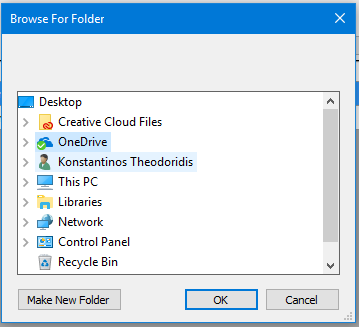 Browse For Folder
Desktop
Creative Cloud Files
OneDrive
Konstantinos Theodoridis
This PC
Libraries
Network
Control Panel
Recycle Bin
Make New Folder
OK
Cancel